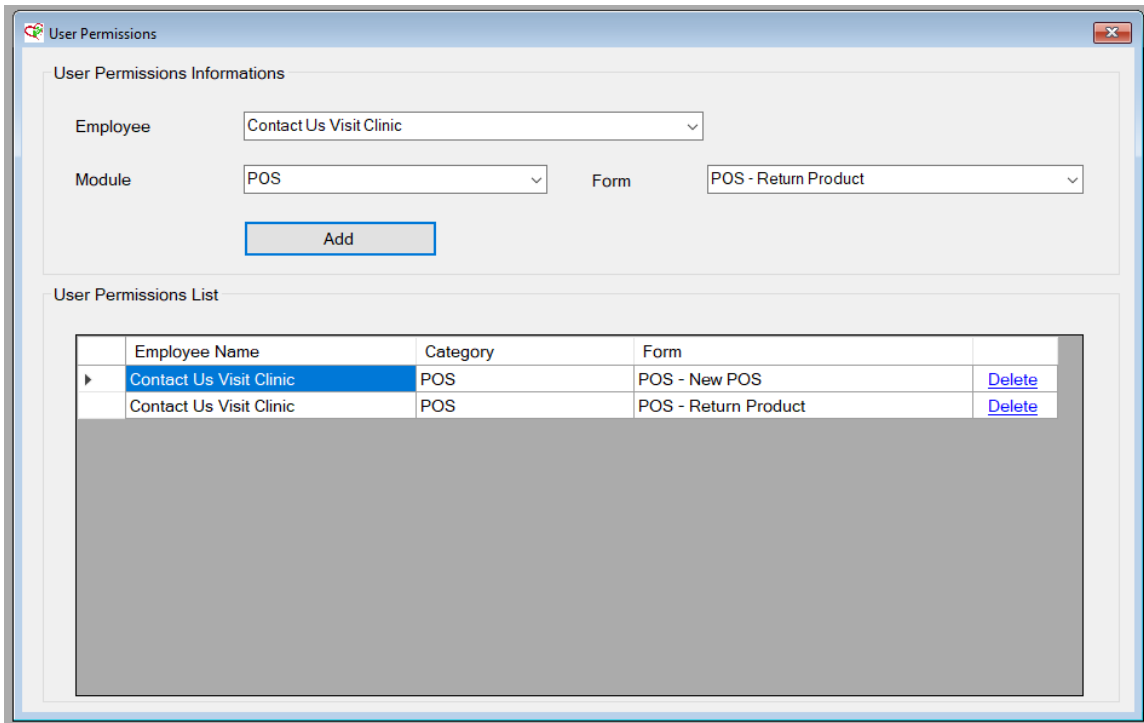 User Permissions
User Permissions Informations
Employee Contact Us Visit Clinic
Module POS Form POS - Return Product
Add
User Permissions List
Employee Name Category Form
Contact Us Visit Clinic POS POS - New POS Delete
Contact Us Visit Clinic POS POS - Return Product Delete